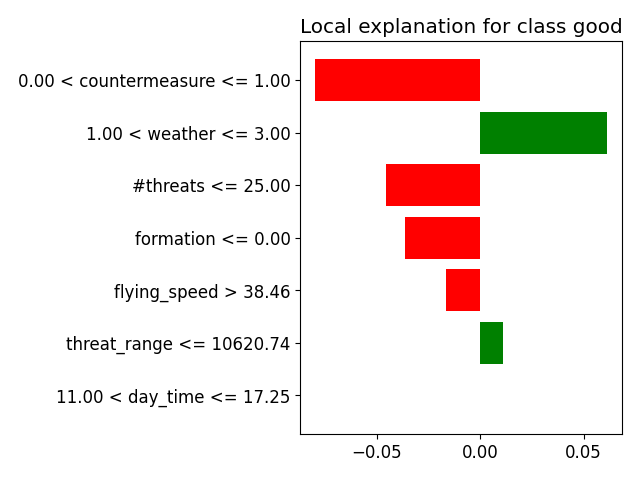 Local explanation for class good
0.00 < countermeasure <= 1.00
1.00 < weather <= 3.00
#threats <= 25.00
formation <= 0.00
flying_speed > 38.46
threat_range <= 10620.74
11.00 < day_time <= 17.25
−0.05 0.00 0.05